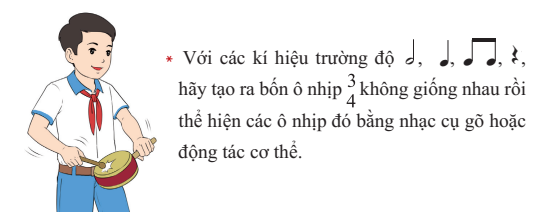 * Với các kí hiệu trường độ 𝅗𝅥, ♩, ♫, 𝄽,
hãy tạo ra bốn ô nhịp 3/4 không giống nhau rồi
thể hiện các ô nhịp đó bằng nhạc cụ gõ hoặc
động tác cơ thể.